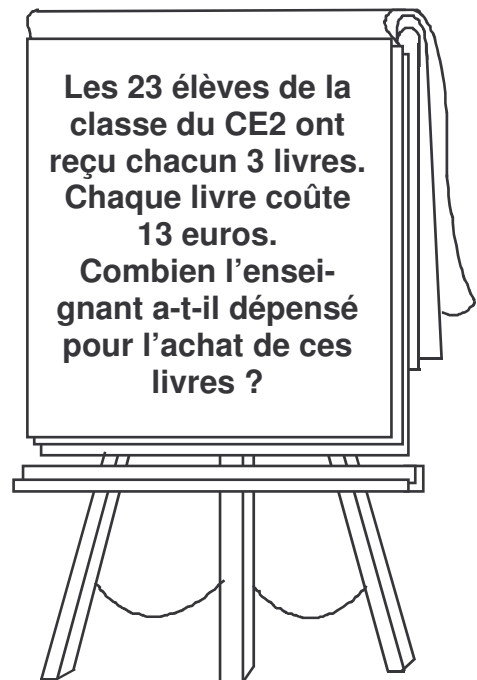 Les 23 élèves de la
classe du CE2 ont
reçu chacun 3 livres.
Chaque livre coûte
13 euros.
Combien l’ensei-
gnant a-t-il dépensé
pour l’achat de ces
livres ?